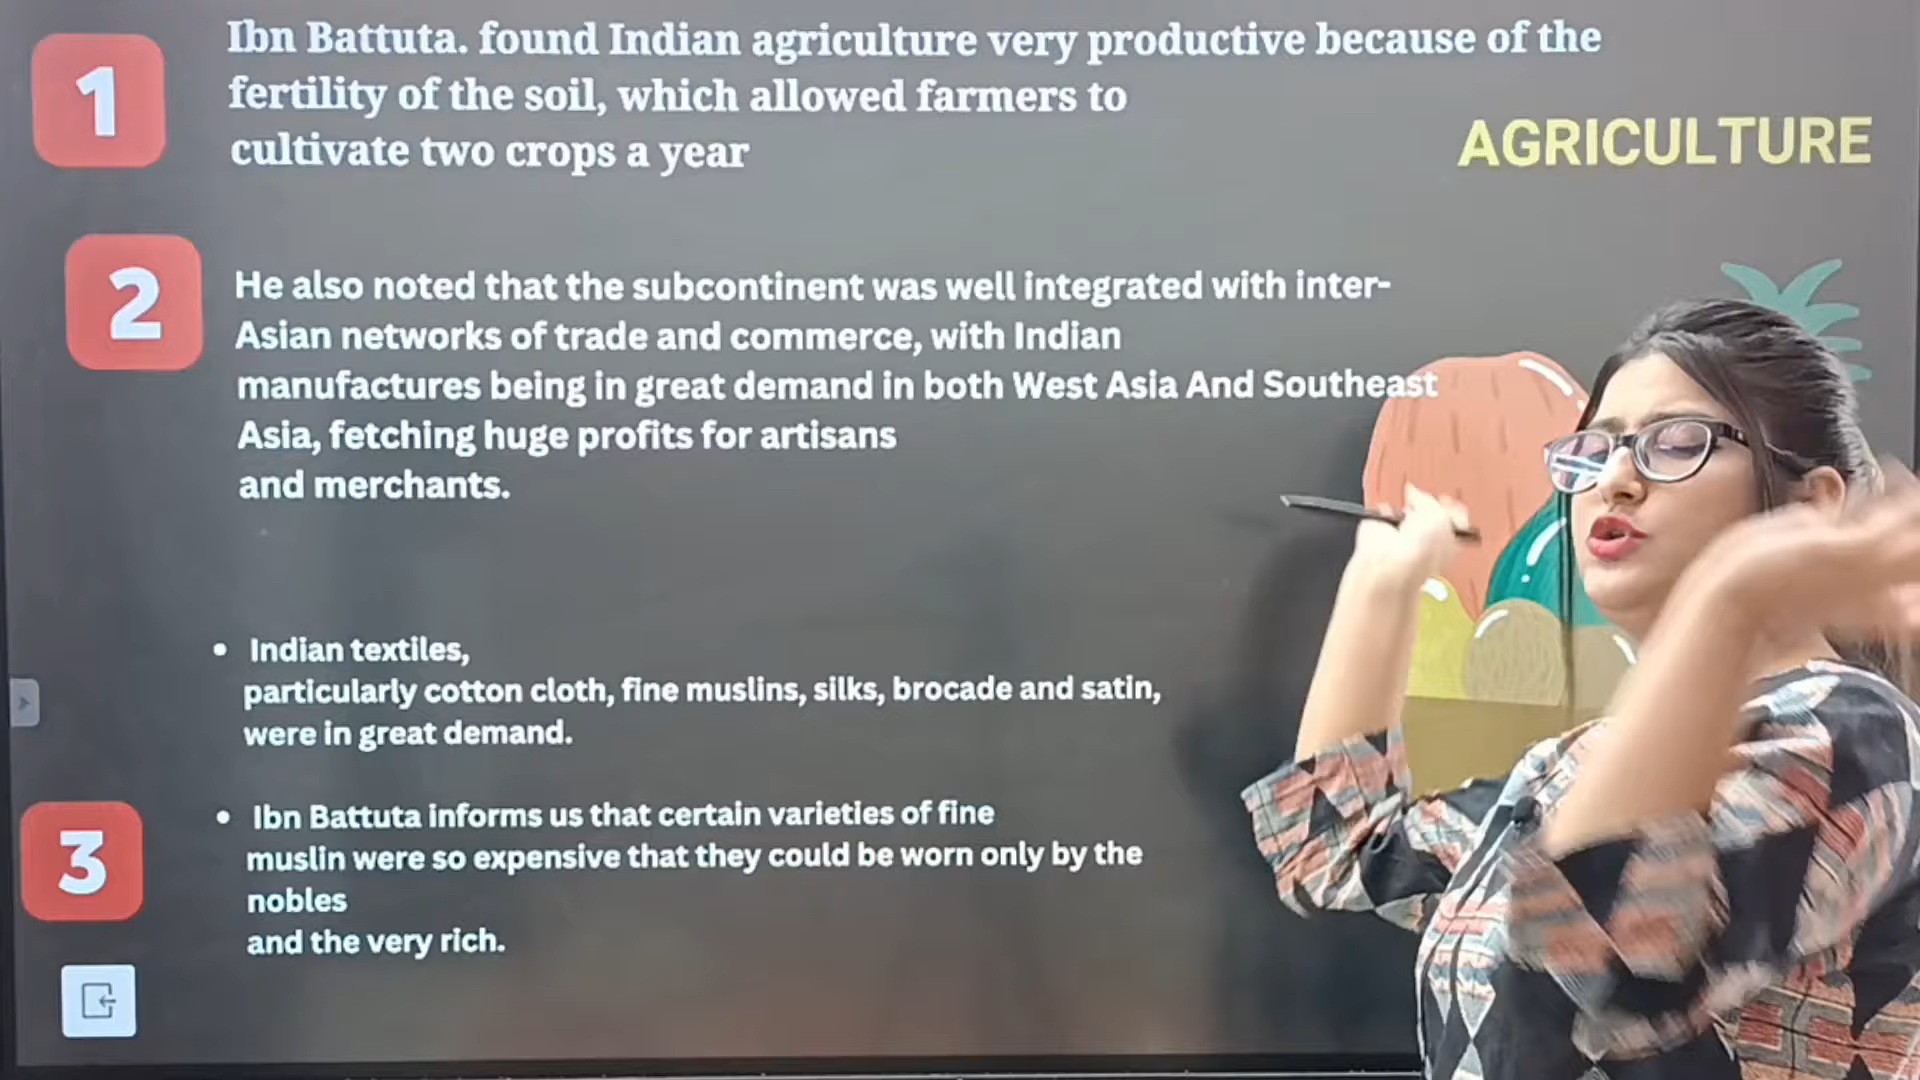 1
Ibn Battuta. found Indian agriculture very productive because of the
fertility of the soil, which allowed farmers to
cultivate two crops a year
AGRICULTURE
2
He also noted that the subcontinent was well integrated with inter-
Asian networks of trade and commerce, with Indian
manufactures being in great demand in both West Asia And Southeast
Asia, fetching huge profits for artisans
and merchants.
• Indian textiles,
particularly cotton cloth, fine muslins, silks, brocade and satin,
were in great demand.
3
• Ibn Battuta informs us that certain varieties of fine
muslin were so expensive that they could be worn only by the
nobles
and the very rich.